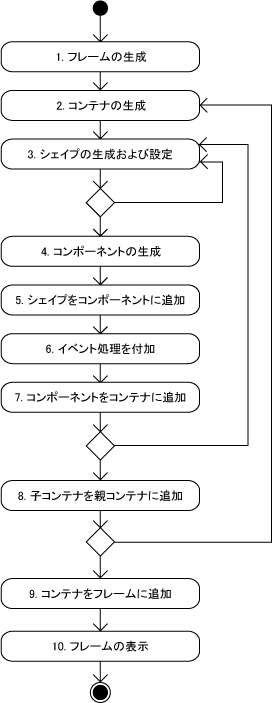 1. フレームの生成
2. コンテナの生成
3. シェイプの生成および設定
4. コンポーネントの生成
5. シェイプをコンポーネントに追加
6. イベント処理を付加
7. コンポーネントをコンテナに追加
8. 子コンテナを親コンテナに追加
9. コンテナをフレームに追加
10. フレームの表示